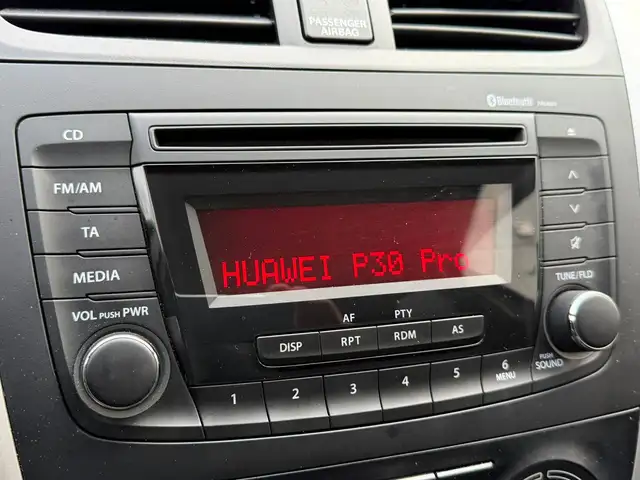 PASSENGER
AIRBAG
Bluetooth
CD
FM/AM
TA
MEDIA
VOL PUSH PWR
HUAWEI P30 Pro
TUNE/FLD
AF PTY
DISP RPT RDM AS
PUSH
SOUND
1 2 3 4 5 6
MENU